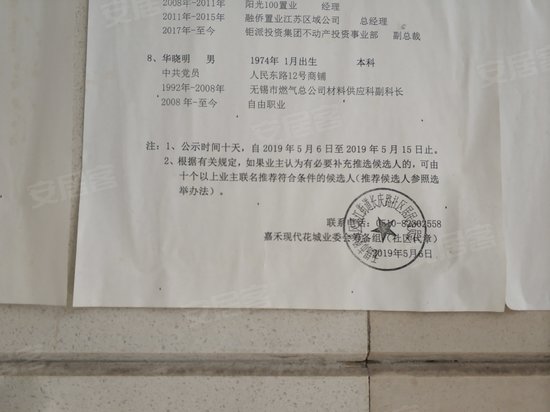 2008年-2011年 阳光100置业 经理
2011年-2015年 融侨置业江苏区域公司 总经理
2017年-至今 钜派投资集团不动产投资事业部 副总裁
8、华晓明 男 1974年 1月出生 本科
中共党员 人民东路12号商铺
1992年-2008年 无锡市燃气总公司材料供应科副科长
2008年-至今 自由职业
注：1、公示时间十天，自2019年5月6日至2019年5月15日止。
2、根据有关规定，如果业主认为有必要补充推选候选人的，可由
十个以上业主联名推荐符合条件的候选人（推荐候选人参照选
举办法）。
联系电话：0510-82302558
嘉禾现代花城业委会筹备组（社区代章）
2019年5月6日
安居客